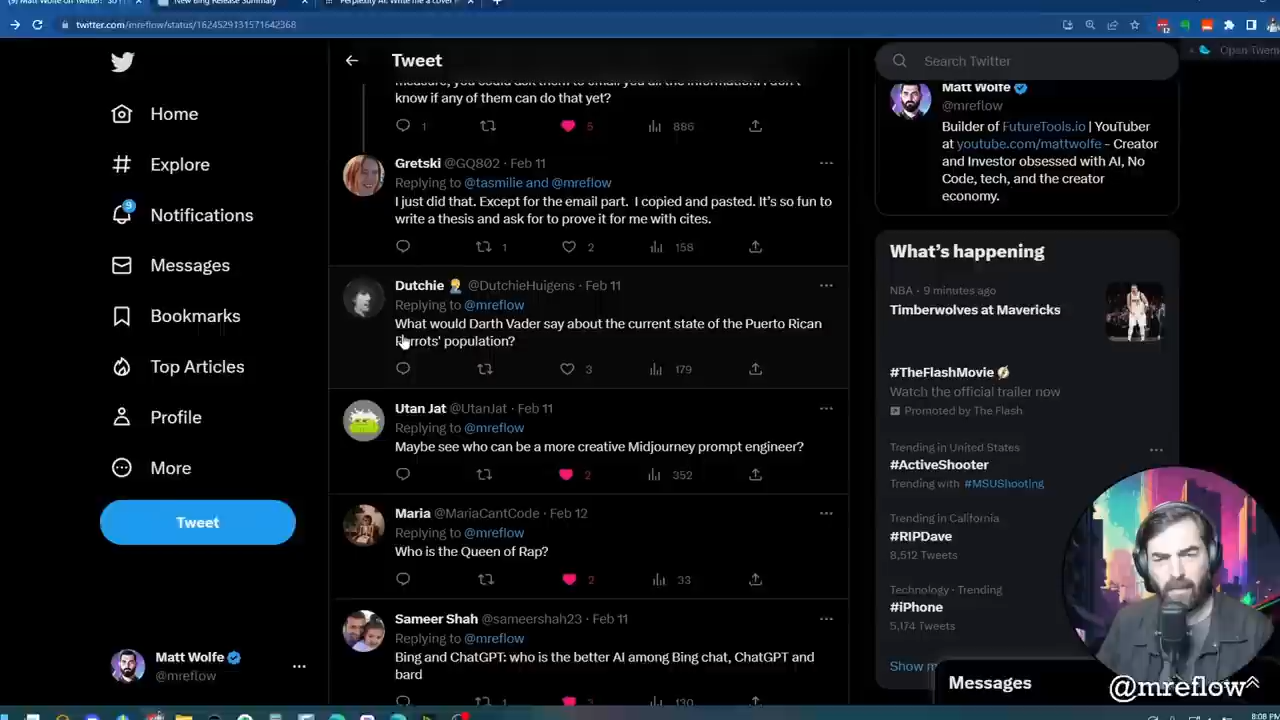 New Bing Release Summary
twitter.com/mreflow/status/1624529131571642368
Open Twem
Home
Explore
9
Notifications
Messages
Bookmarks
Top Articles
Profile
More
Tweet
Matt Wolfe
@mreflow
Tweet
measure, you could ask them to email you all the information. I don't
know if any of them can do that yet?
1
5
886
Gretski @GQ802 · Feb 11
Replying to @tasmilie and @mreflow
I just did that. Except for the email part. I copied and pasted. It's so fun to
write a thesis and ask for to prove it for me with cites.
1
2
158
Dutchie @DutchieHuigens · Feb 11
Replying to @mreflow
What would Darth Vader say about the current state of the Puerto Rican
Parrots' population?
3
179
Utan Jat @UtanJat · Feb 11
Replying to @mreflow
Maybe see who can be a more creative Midjourney prompt engineer?
2
352
Maria @MariaCantCode · Feb 12
Replying to @mreflow
Who is the Queen of Rap?
2
33
Sameer Shah @sameershah23 · Feb 11
Replying to @mreflow
Bing and ChatGPT: who is the better AI among Bing chat, ChatGPT and
bard
130
Search Twitter
Matt Wolfe
@mreflow
Builder of FutureTools.io | YouTuber
at youtube.com/mattwolfe - Creator
and Investor obsessed with AI, No
Code, tech, and the creator
economy.
What's happening
NBA · 9 minutes ago
Timberwolves at Mavericks
#TheFlashMovie
Watch the official trailer now
Promoted by The Flash
Trending in United States
#ActiveShooter
Trending with #MSUShooting
Trending in California
#RIPDave
8,512 Tweets
Technology · Trending
#iPhone
5,174 Tweets
Show
Messages
@mreflow
8:08 PM